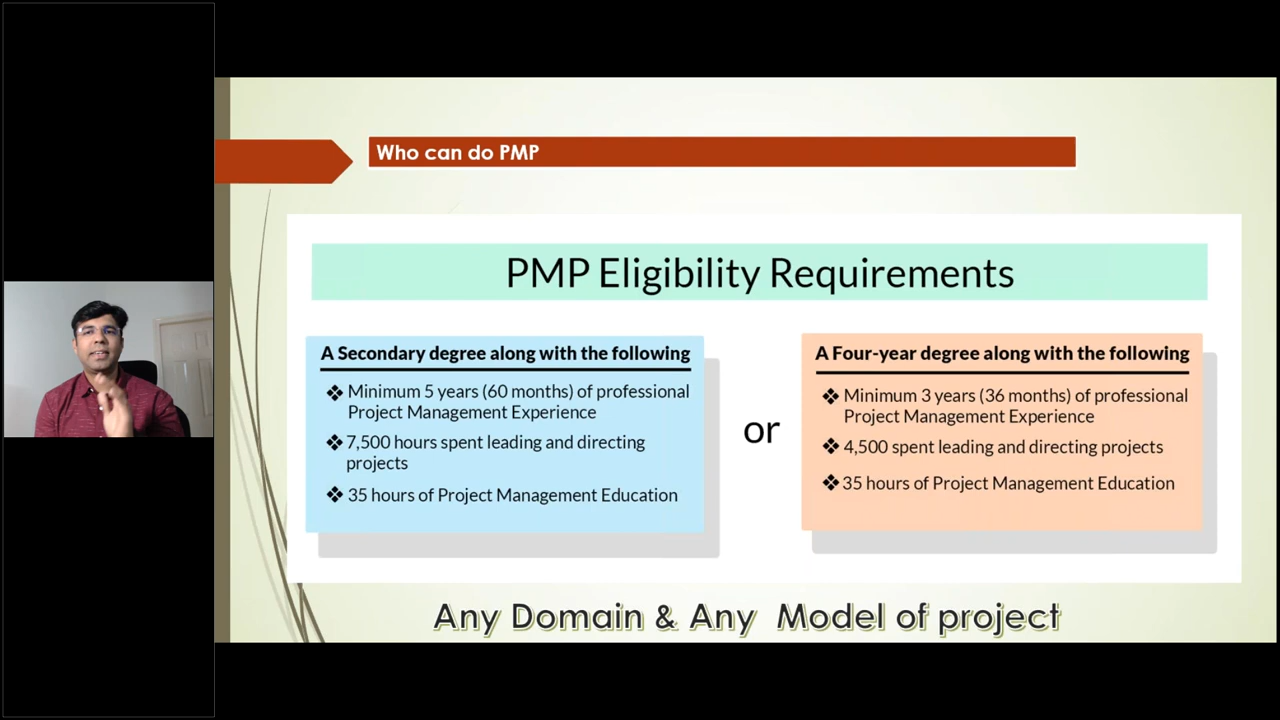 Who can do PMP
PMP Eligibility Requirements
A Secondary degree along with the following
❖ Minimum 5 years (60 months) of professional
Project Management Experience
❖ 7,500 hours spent leading and directing
projects
❖ 35 hours of Project Management Education
or
A Four-year degree along with the following
❖ Minimum 3 years (36 months) of professional
Project Management Experience
❖ 4,500 spent leading and directing projects
❖ 35 hours of Project Management Education
Any Domain & Any Model of project